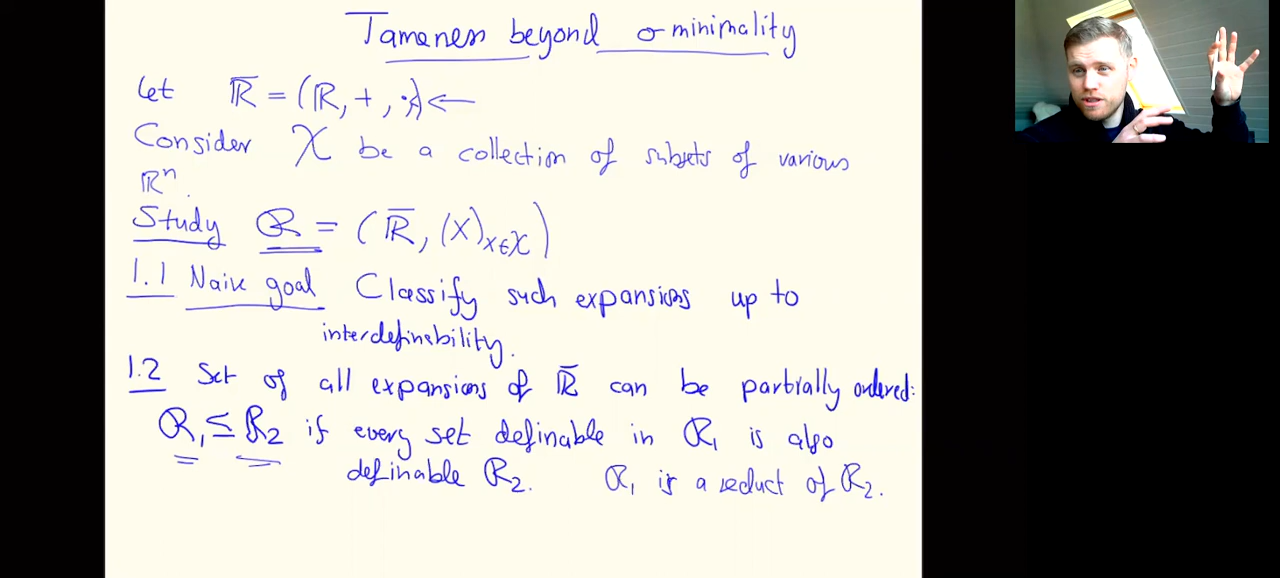 Tameness beyond o-minimality
Let ℝ̄ = (ℝ, +, ·) ←
Consider 𝒳 be a collection of subsets of various
ℝⁿ.
Study ℛ = (ℝ̄, (X)_{X∈𝒳})
1.1 Naive goal Classify such expansions up to
interdefinability.
1.2 Set of all expansions of ℝ̄ can be partially ordered:
ℛ₁ ≤ ℛ₂ if every set definable in ℛ₁ is also
definable ℛ₂. ℛ₁ is a reduct of ℛ₂.